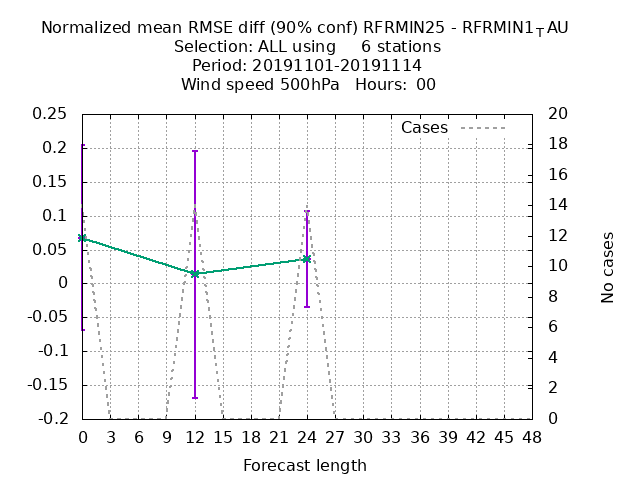 Normalized mean RMSE diff (90% conf) RFRMIN25 - RFRMIN1_TAU
Selection: ALL using     6 stations
Period: 20191101-20191114
Wind speed 500hPa   Hours:  00
Cases
0.25
0.2
0.15
0.1
0.05
0
-0.05
-0.1
-0.15
-0.2
20
18
16
14
12
10
8
6
4
2
0
No cases
0 3 6 9 12 15 18 21 24 27 30 33 36 39 42 45 48
Forecast length